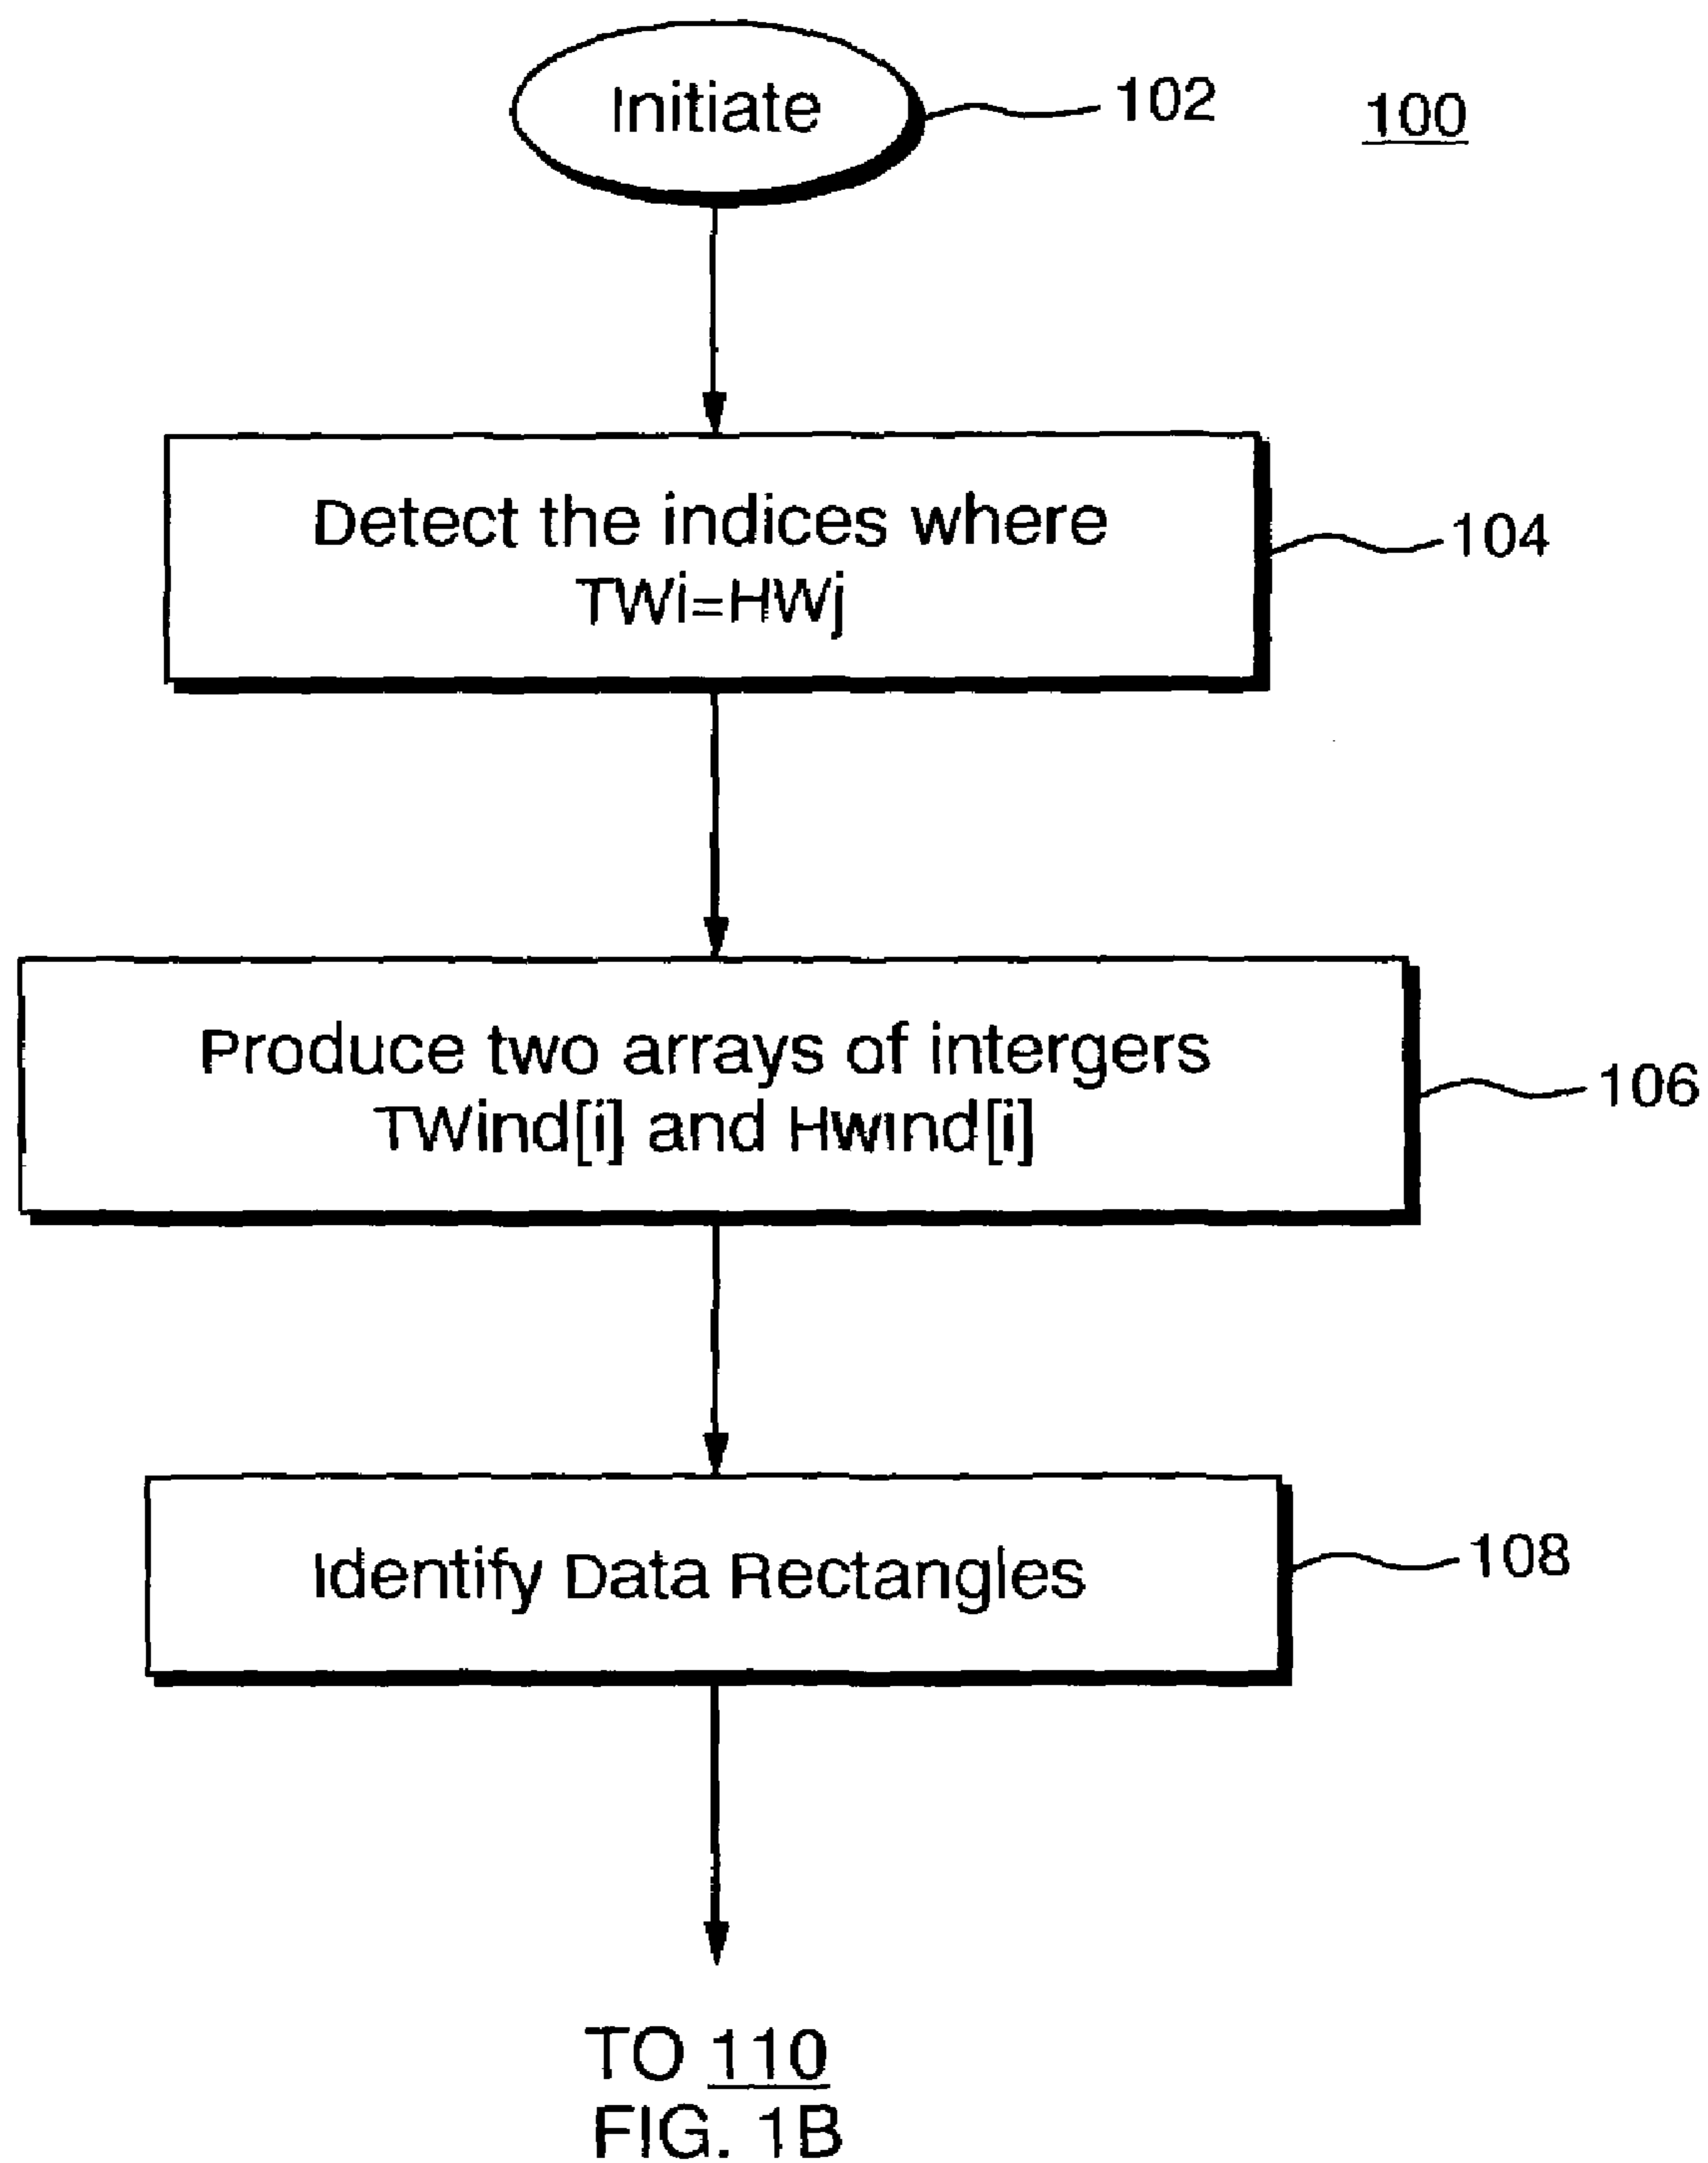 Initiate
102
100
Detect the indices where
TWi=HWj
104
Produce two arrays of intergers
TWind[i] and Hwind[i]
106
Identify Data Rectangles
108
TO 110
FIG. 1B